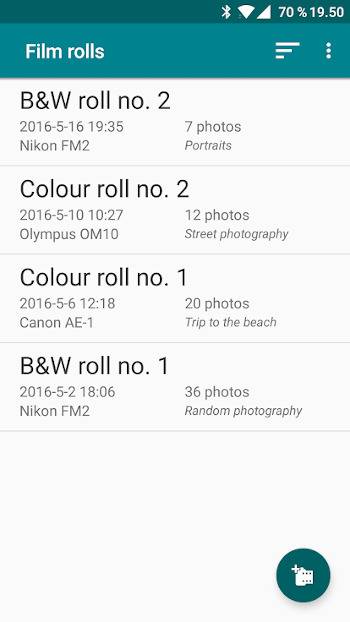 70 % 19.50
Film rolls
B&W roll no. 2
2016-5-16 19:35 7 photos
Nikon FM2 Portraits
Colour roll no. 2
2016-5-10 10:27 12 photos
Olympus OM10 Street photography
Colour roll no. 1
2016-5-6 12:18 20 photos
Canon AE-1 Trip to the beach
B&W roll no. 1
2016-5-2 18:06 36 photos
Nikon FM2 Random photography